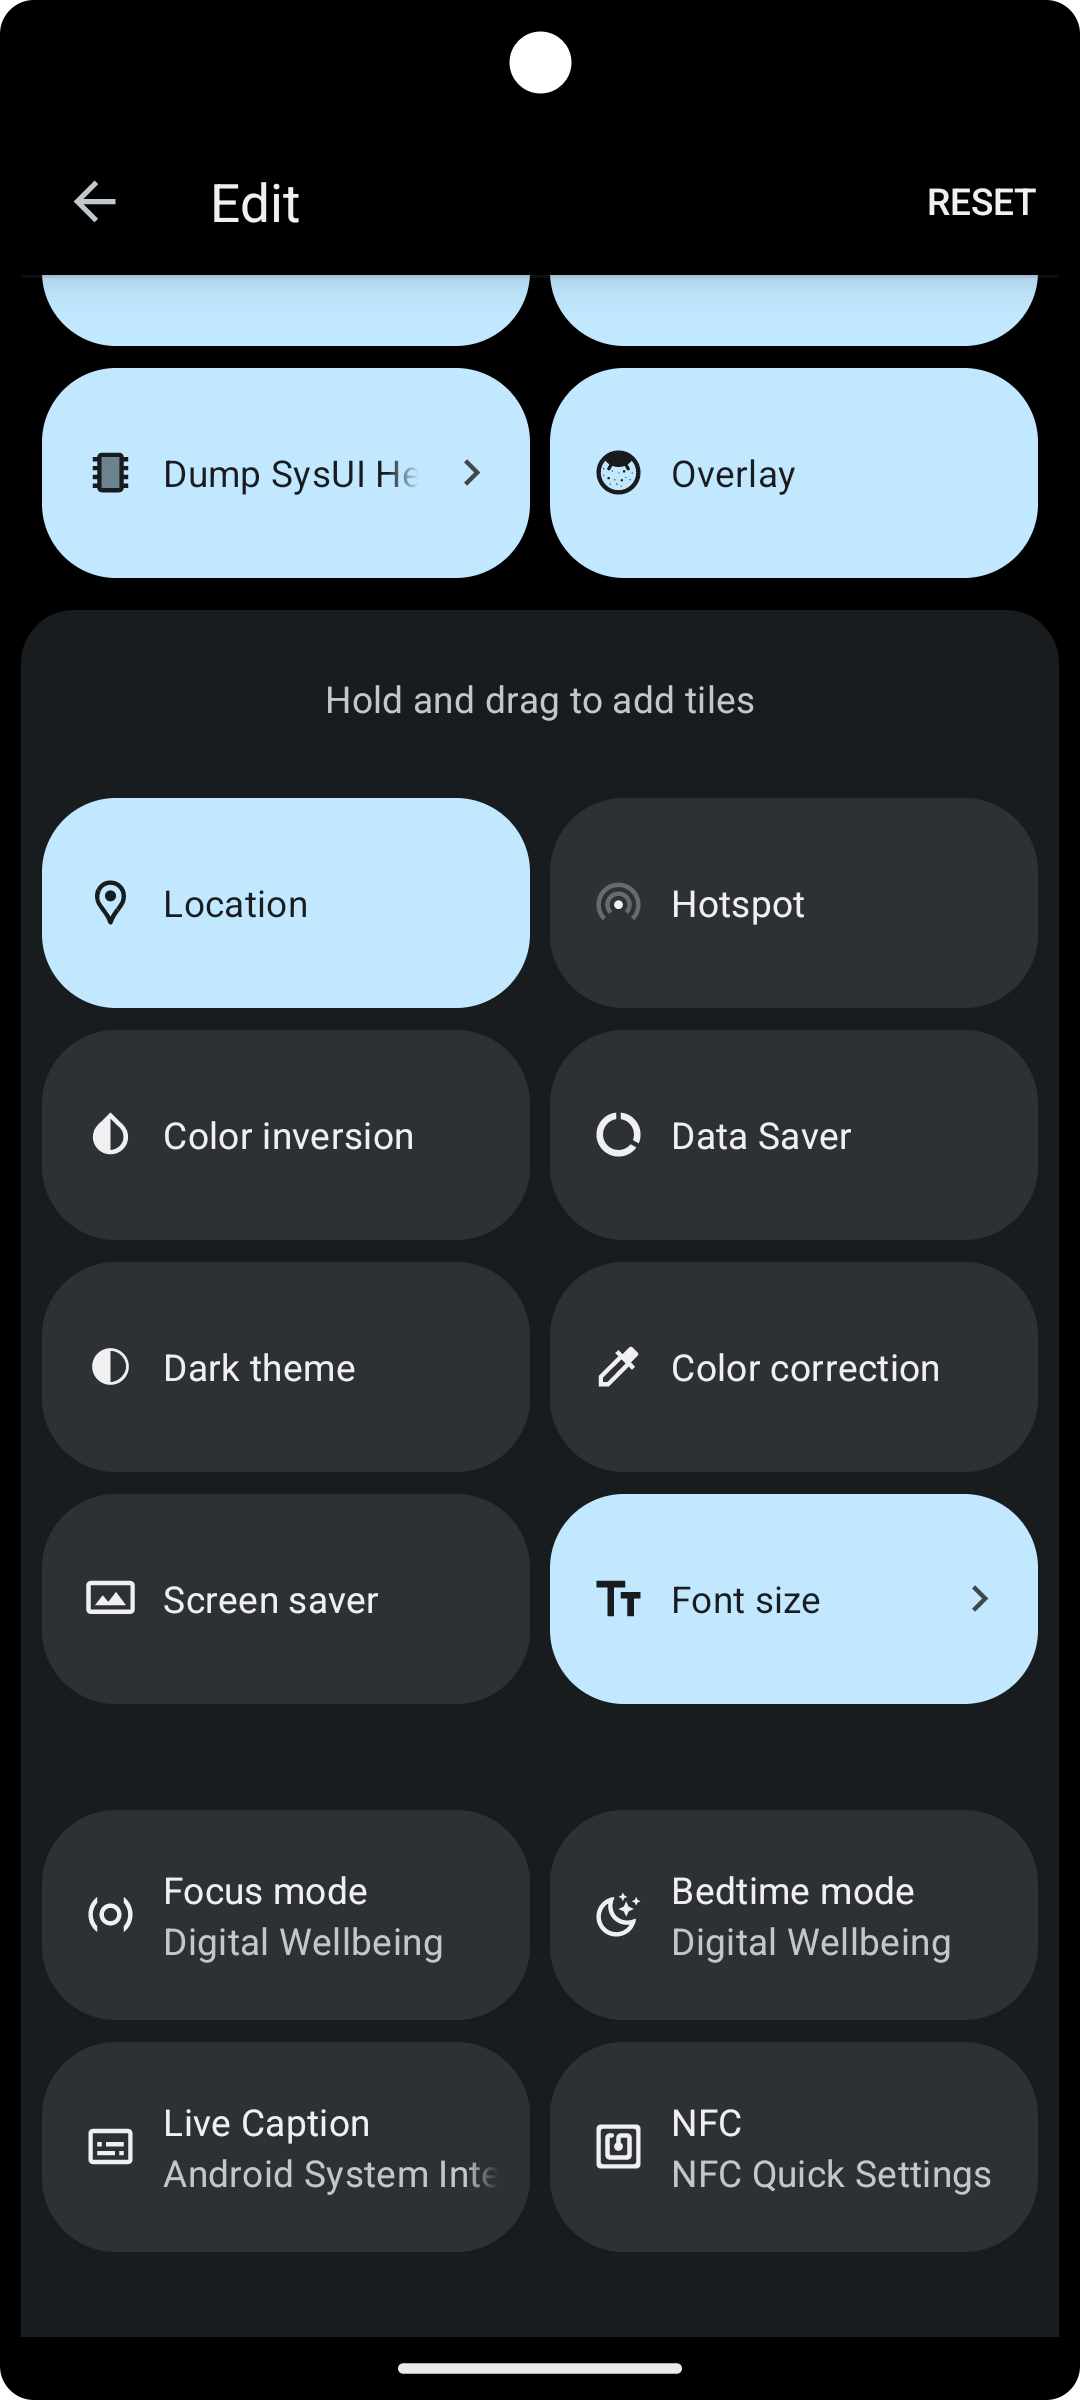 Edit
RESET
Dump SysUI He
Overlay
Hold and drag to add tiles
Location
Hotspot
Color inversion
Data Saver
Dark theme
Color correction
Screen saver
Font size
Focus mode
Digital Wellbeing
Bedtime mode
Digital Wellbeing
Live Caption
Android System Inte
NFC
NFC Quick Settings